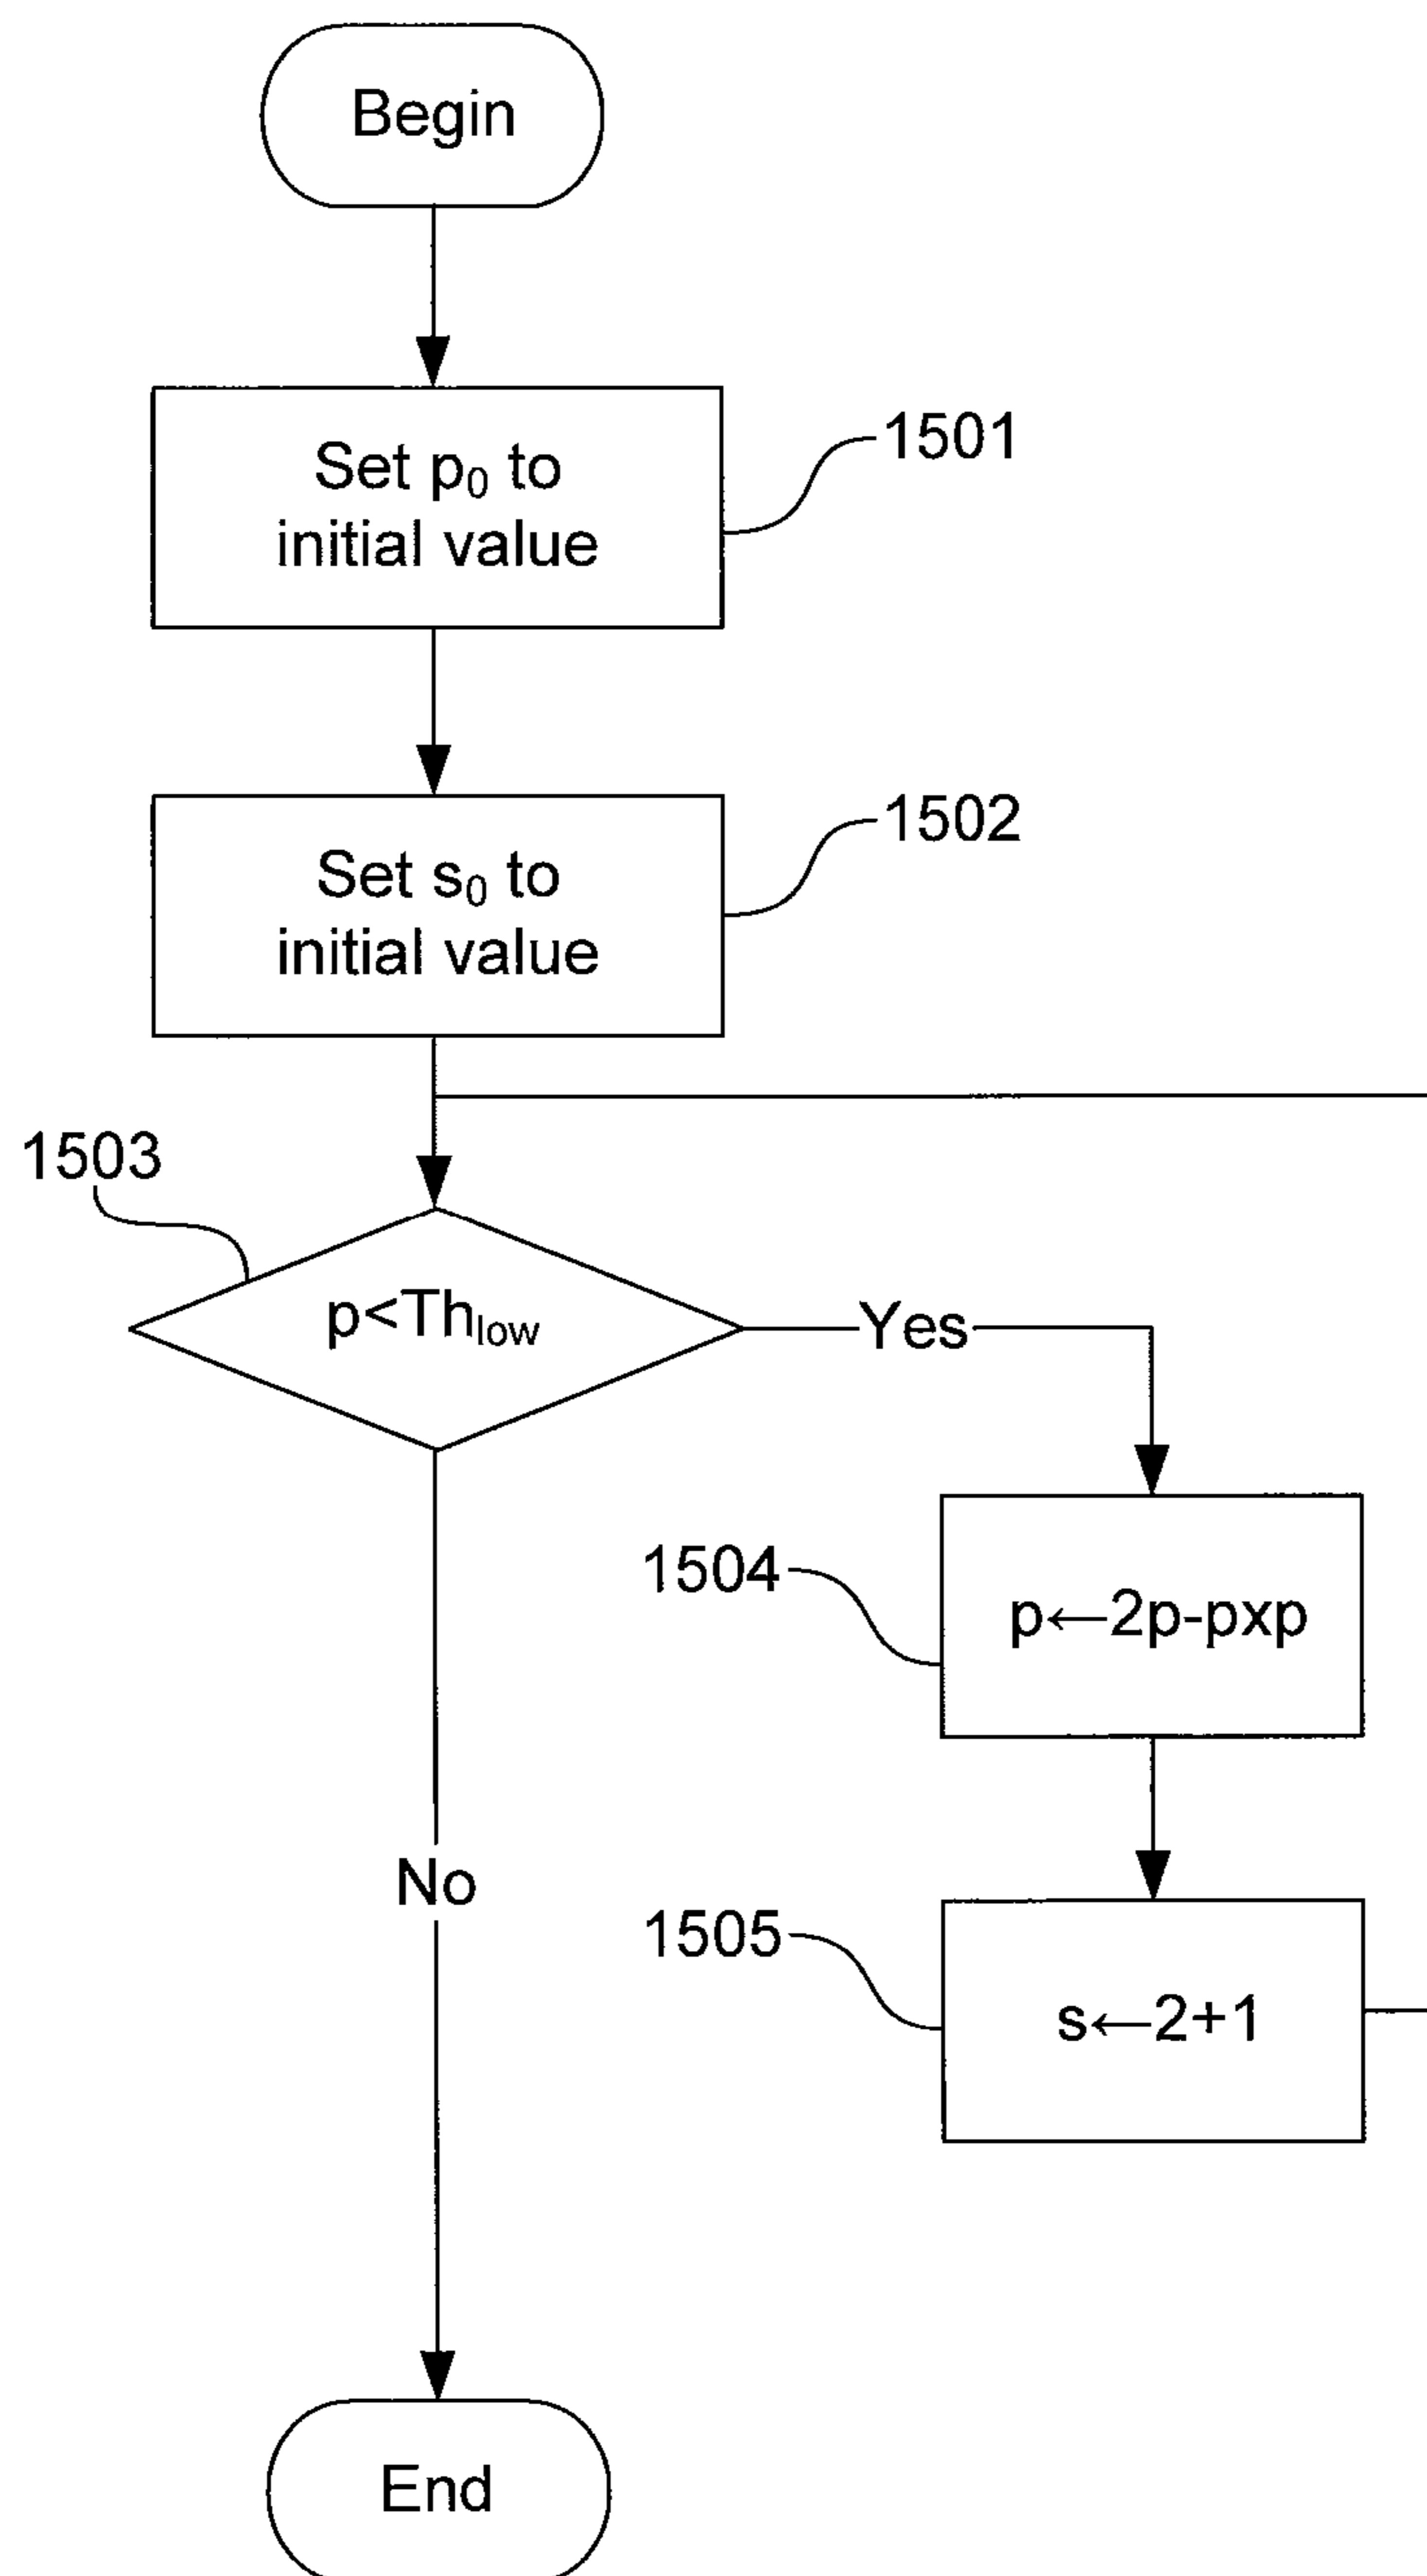 Begin
Set p₀ to
initial value
1501
Set s₀ to
initial value
1502
1503
p<Thlow
Yes
1504
p←2p-pxp
No
1505
s←2+1
End